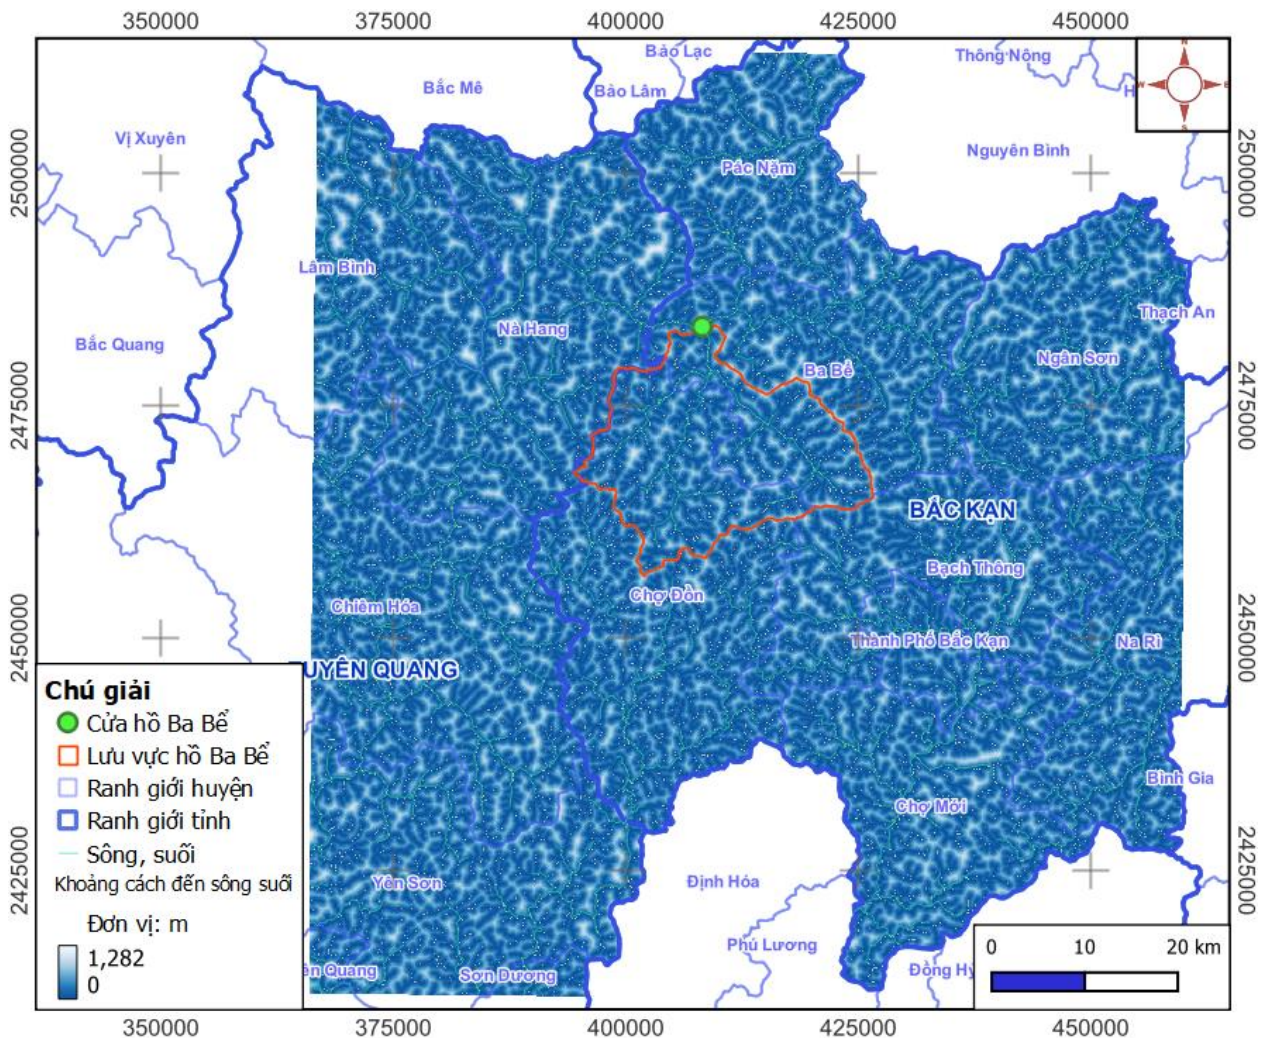 350000 375000 400000 425000 450000
Bảo Lạc
Thông Nông
Bắc Mê
Bảo Lâm
H
N
W E
S
Vị Xuyên
Nguyên Bình
Pác Nặm
2500000
2500000
Lâm Bình
Thạch An
Nà Hang
Bắc Quang
Ngân Sơn
Ba Bể
2475000
2475000
BẮC KẠN
Bạch Thông
Chợ Đồn
Chiêm Hóa
Thành Phố Bắc Kạn
Na Rì
2450000
2450000
UYÊN QUANG
Chú giải
Cửa hồ Ba Bể
Lưu vực hồ Ba Bể
Ranh giới huyện
Ranh giới tỉnh
Sông, suối
Khoảng cách đến sông suối
Đơn vị: m
1,282
0
Bình Gia
Chợ Mới
2425000
2425000
Yên Sơn
Định Hóa
Phú Lương
ên Quang
Sơn Dương
Đồng Hỷ
0 10 20 km
350000 375000 400000 425000 450000